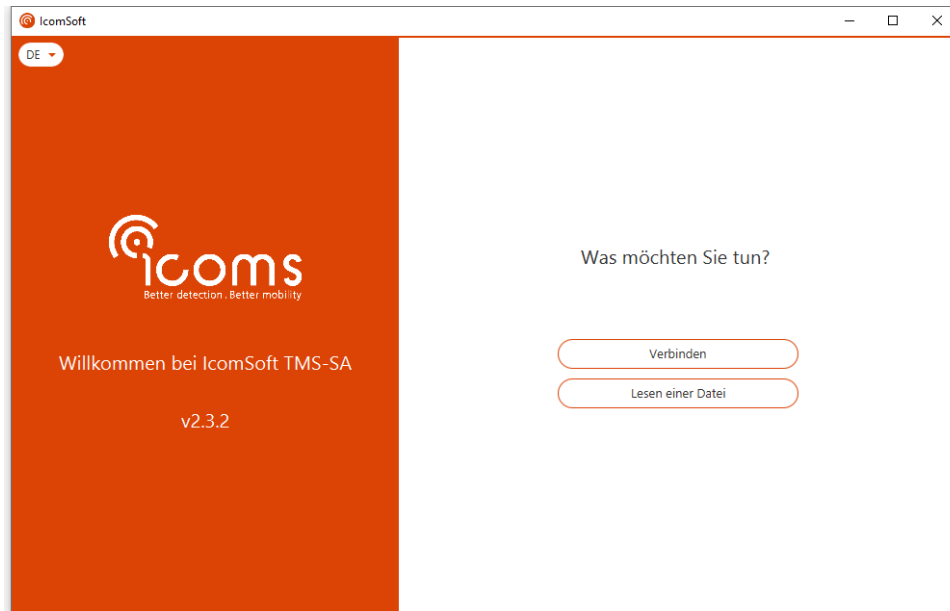 IcomSoft
DE
icoms
Better detection. Better mobility
Willkommen bei IcomSoft TMS-SA
v2.3.2
Was möchten Sie tun?
Verbinden
Lesen einer Datei